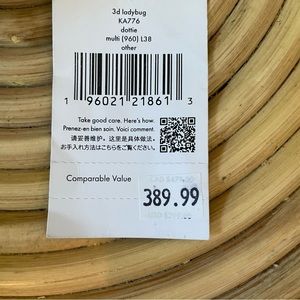 3d ladybug
KA776
dottie
multi (960) L38
other
1 96021 21861 3
Take good care. Here's how.
Prenez-en bien soin. Voici comment.
请妥善维护。这里是具体做法。
お手入れ方法はこちらをご覧ください。
Comparable Value
389.99